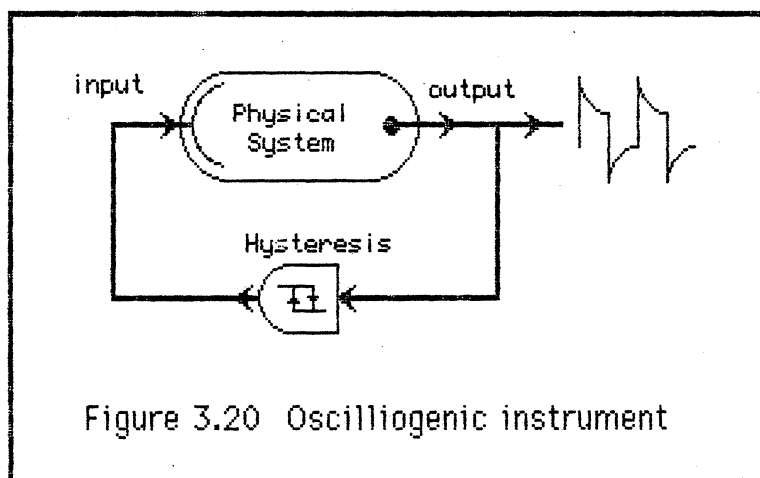 input
output
Physical
System
Hysteresis
Figure 3.20 Oscilliogenic instrument